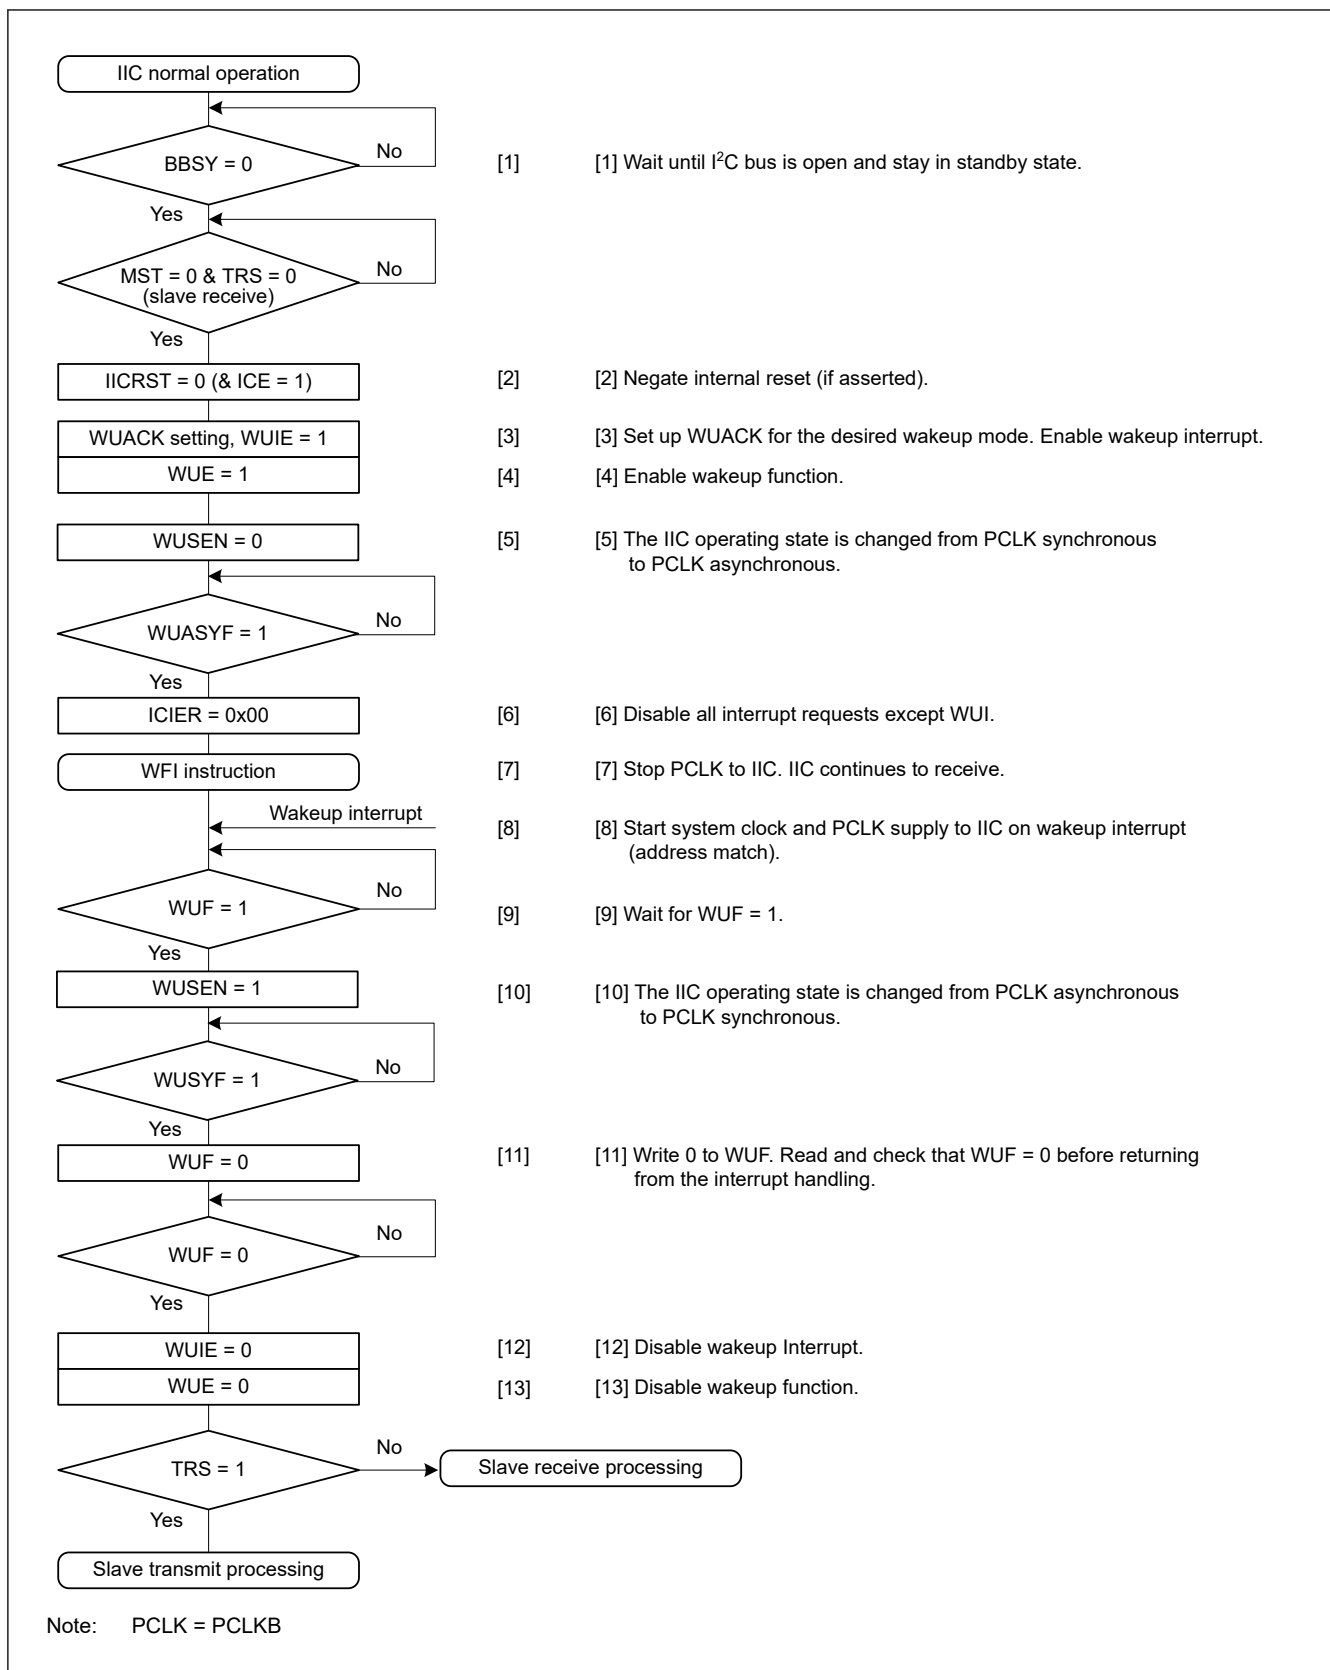 IIC normal operation
BBSY = 0
No
[1] [1] Wait until I²C bus is open and stay in standby state.
Yes
MST = 0 & TRS = 0
(slave receive)
No
Yes
IICRST = 0 (& ICE = 1)
[2] [2] Negate internal reset (if asserted).
WUACK setting, WUIE = 1
[3] [3] Set up WUACK for the desired wakeup mode. Enable wakeup interrupt.
WUE = 1
[4] [4] Enable wakeup function.
WUSEN = 0
[5] [5] The IIC operating state is changed from PCLK synchronous
to PCLK asynchronous.
WUASYF = 1
No
Yes
ICIER = 0x00
[6] [6] Disable all interrupt requests except WUI.
WFI instruction
[7] [7] Stop PCLK to IIC. IIC continues to receive.
Wakeup interrupt
[8] [8] Start system clock and PCLK supply to IIC on wakeup interrupt
(address match).
WUF = 1
No
[9] [9] Wait for WUF = 1.
Yes
WUSEN = 1
[10] [10] The IIC operating state is changed from PCLK asynchronous
to PCLK synchronous.
WUSYF = 1
No
Yes
WUF = 0
[11] [11] Write 0 to WUF. Read and check that WUF = 0 before returning
from the interrupt handling.
WUF = 0
No
Yes
WUIE = 0
[12] [12] Disable wakeup Interrupt.
WUE = 0
[13] [13] Disable wakeup function.
TRS = 1
No
Slave receive processing
Yes
Slave transmit processing
Note: PCLK = PCLKB